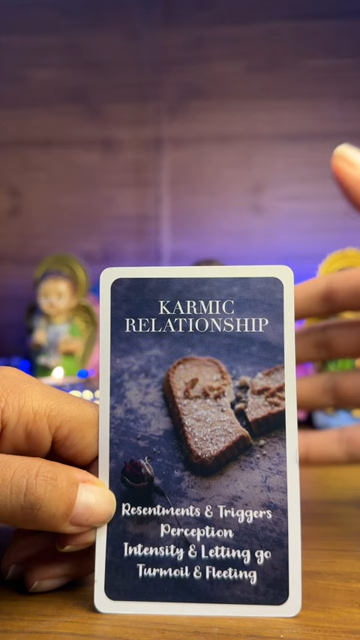 KARMIC
RELATIONSHIP
Resentments & Triggers
Perception
Intensity & Letting go
Turmoil & Fleeting